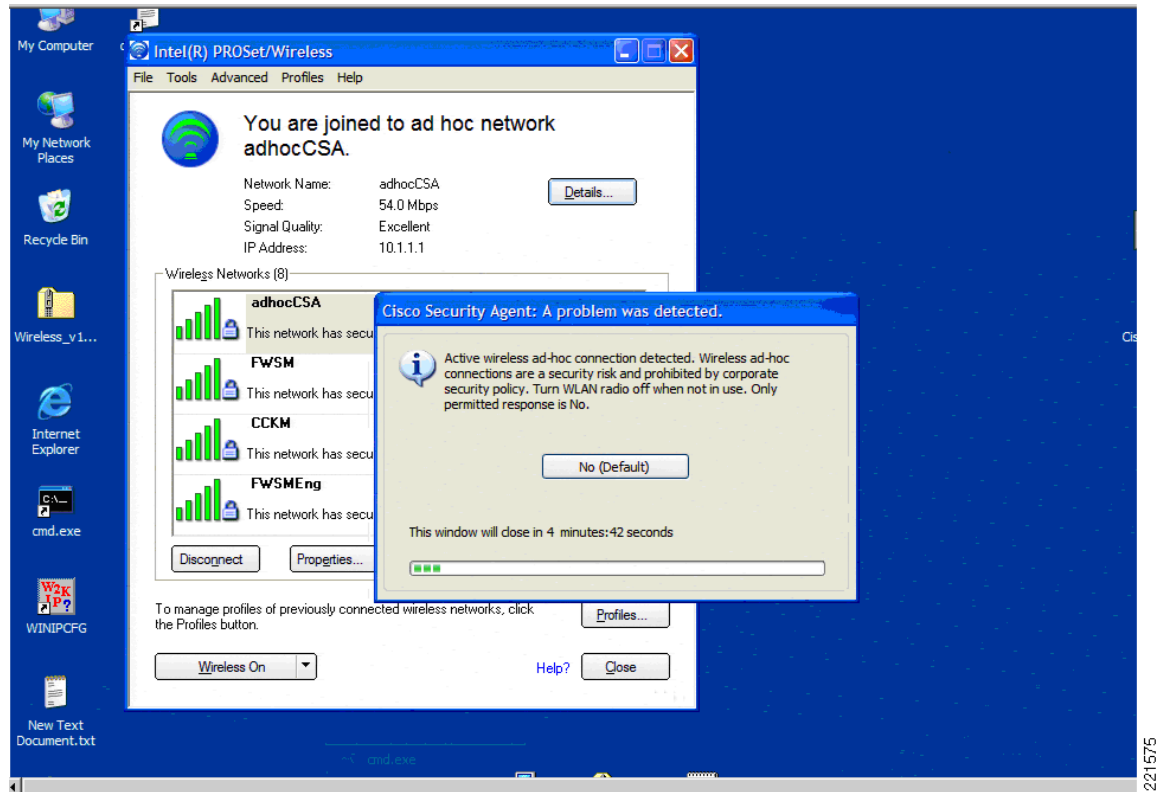 My Computer
Intel(R) PROSet/Wireless
File Tools Advanced Profiles Help
You are joined to ad hoc network
adhocCSA.
Network Name: adhocCSA
Speed: 54.0 Mbps
Signal Quality: Excellent
IP Address: 10.1.1.1
Details...
Wireless Networks (8)
adhocCSA
This network has secu
FWSM
This network has secu
CCKM
This network has secu
FWSMEng
This network has secu
Disconnect
Properties...
To manage profiles of previously connected wireless networks, click
the Profiles button.
Profiles...
Wireless On
Help?
Close
Cisco Security Agent: A problem was detected.
Active wireless ad-hoc connection detected. Wireless ad-hoc
connections are a security risk and prohibited by corporate
security policy. Turn WLAN radio off when not in use. Only
permitted response is No.
No (Default)
This window will close in 4 minutes:42 seconds
My Network
Places
Recycle Bin
Wireless_v1...
Internet
Explorer
C:\_
cmd.exe
W2K
IP?
WINIPCFG
New Text
Document.txt
cmd.exe
Cis
221575